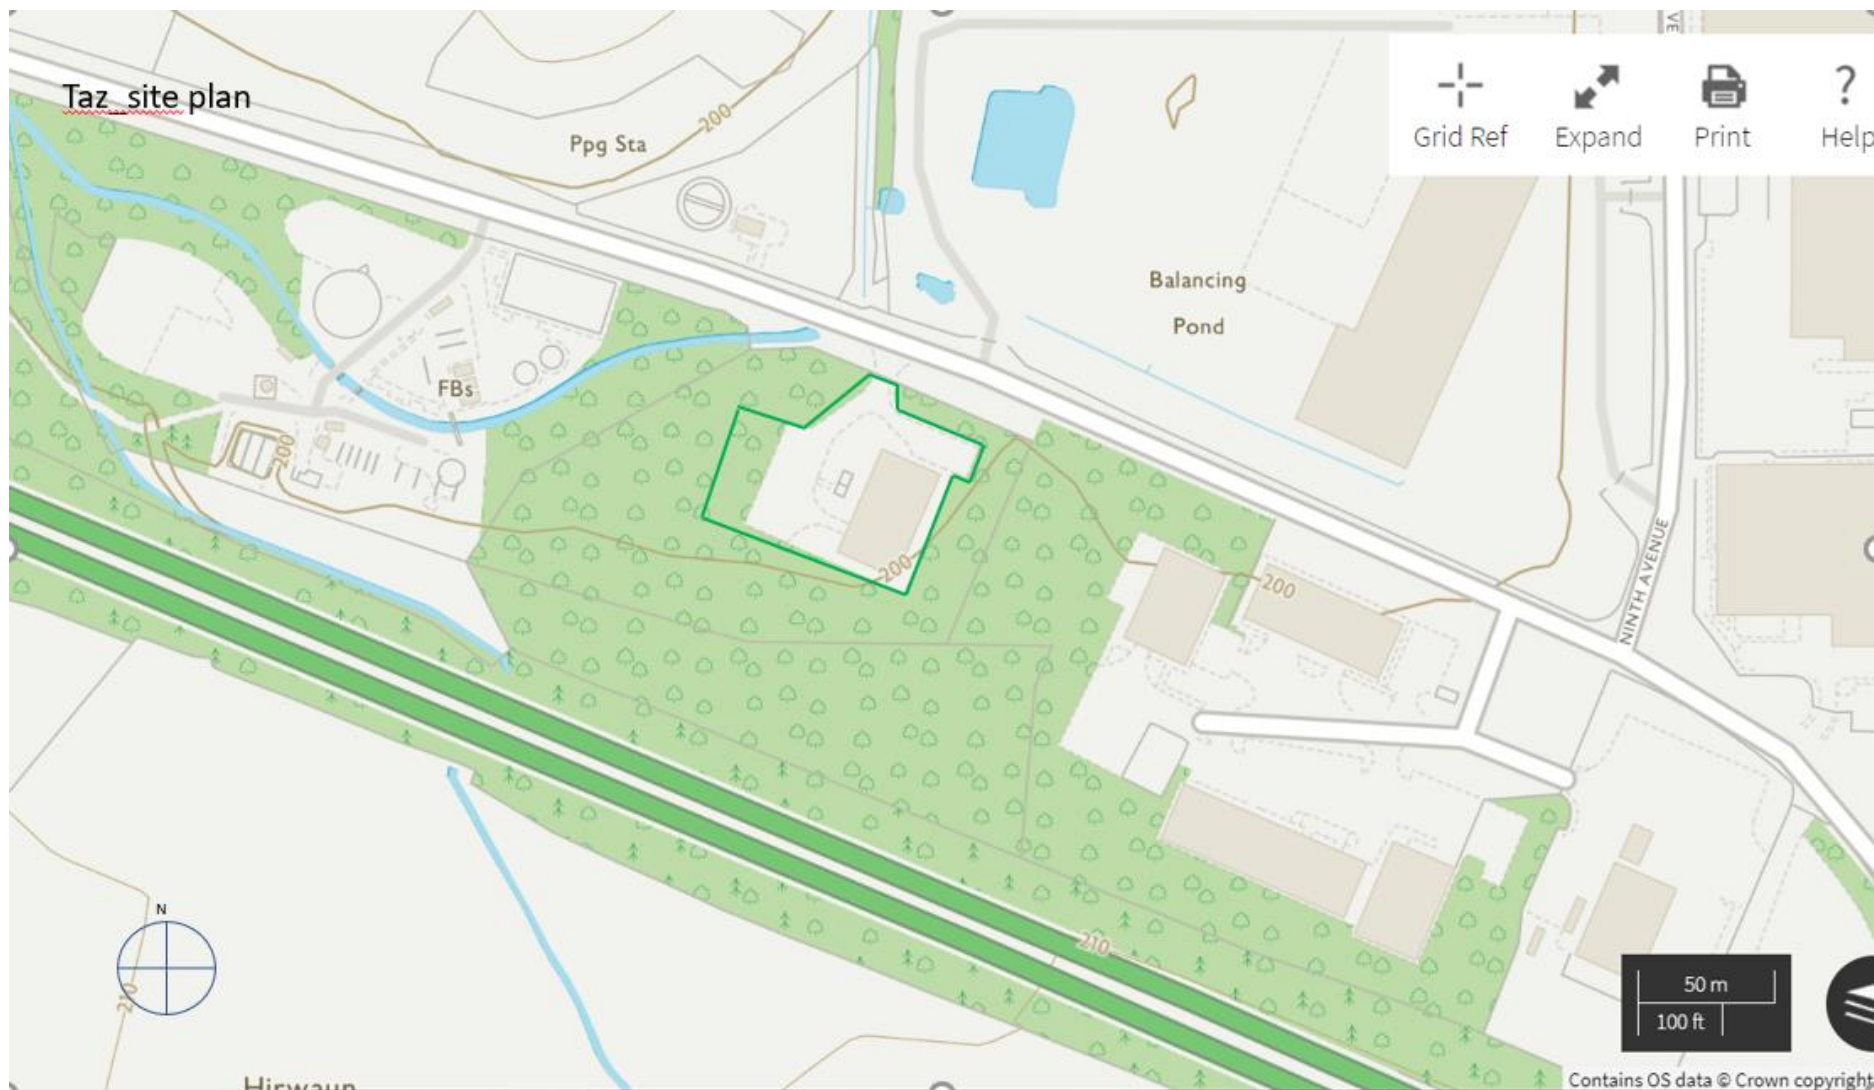 Taz_site plan
Ppg Sta
200
Grid Ref
Expand
Print
Help
?
Balancing
Pond
FBs
200
200
200
NINTH AVENUE
210
N
210
50 m
100 ft
Hirwaun
Contains OS data © Crown copyright